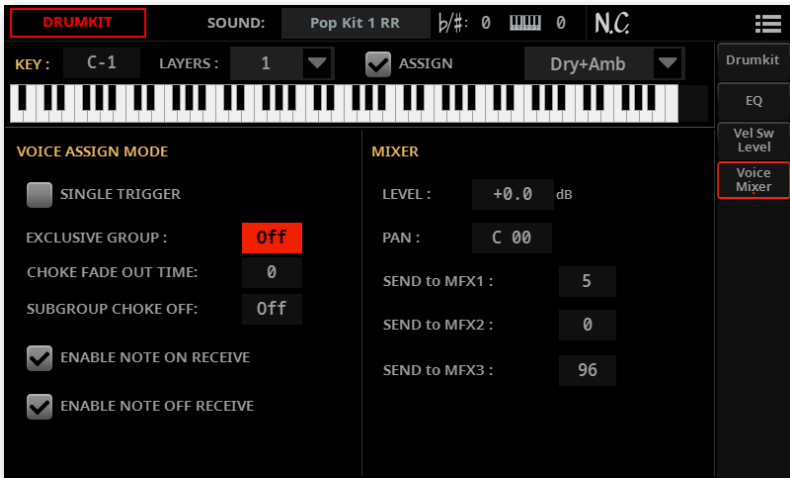 DRUMKIT SOUND: Pop Kit 1 RR ♭/#: 0 0 N.C.
KEY : C-1 LAYERS : 1 ASSIGN Dry+Amb
Drumkit
EQ
Vel Sw
Level
Voice
Mixer
VOICE ASSIGN MODE
SINGLE TRIGGER
EXCLUSIVE GROUP : Off
CHOKE FADE OUT TIME: 0
SUBGROUP CHOKE OFF: Off
ENABLE NOTE ON RECEIVE
ENABLE NOTE OFF RECEIVE
MIXER
LEVEL : +0.0 dB
PAN : C 00
SEND to MFX1 : 5
SEND to MFX2 : 0
SEND to MFX3 : 96